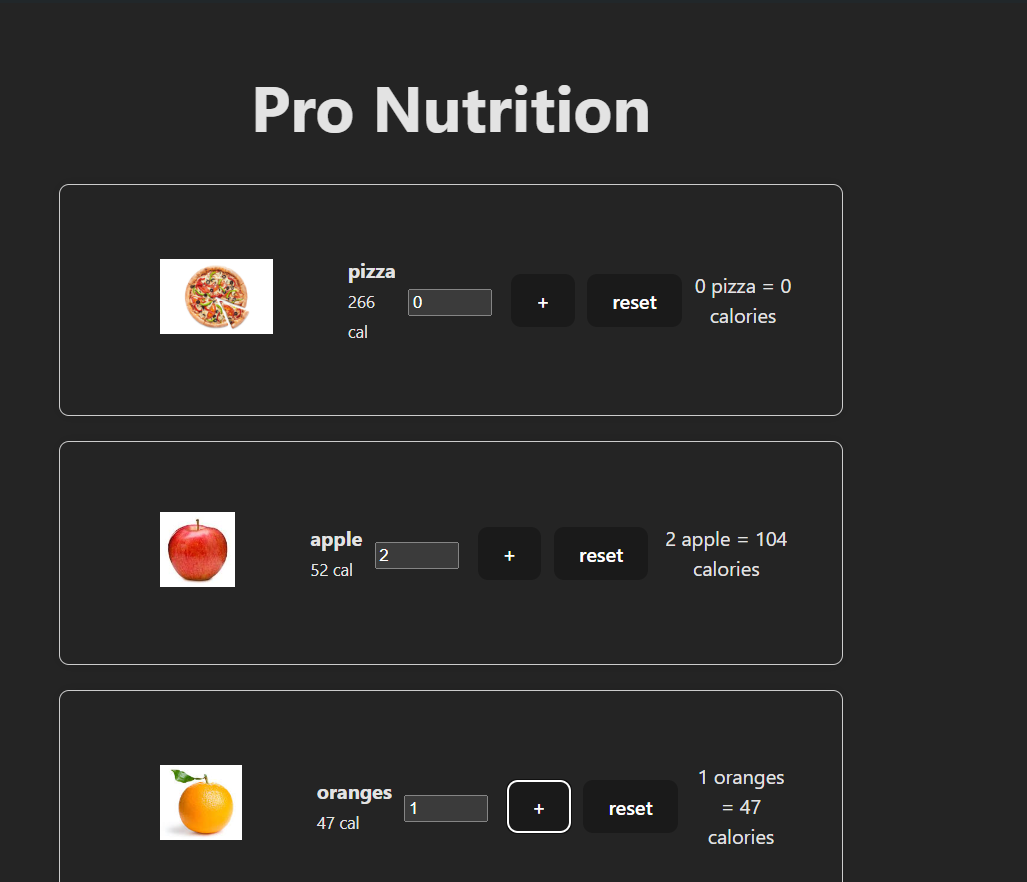 Pro Nutrition
pizza
266
cal
0
+
reset
0 pizza = 0
calories
apple
52 cal
2
+
reset
2 apple = 104
calories
oranges
47 cal
1
+
reset
1 oranges
= 47
calories